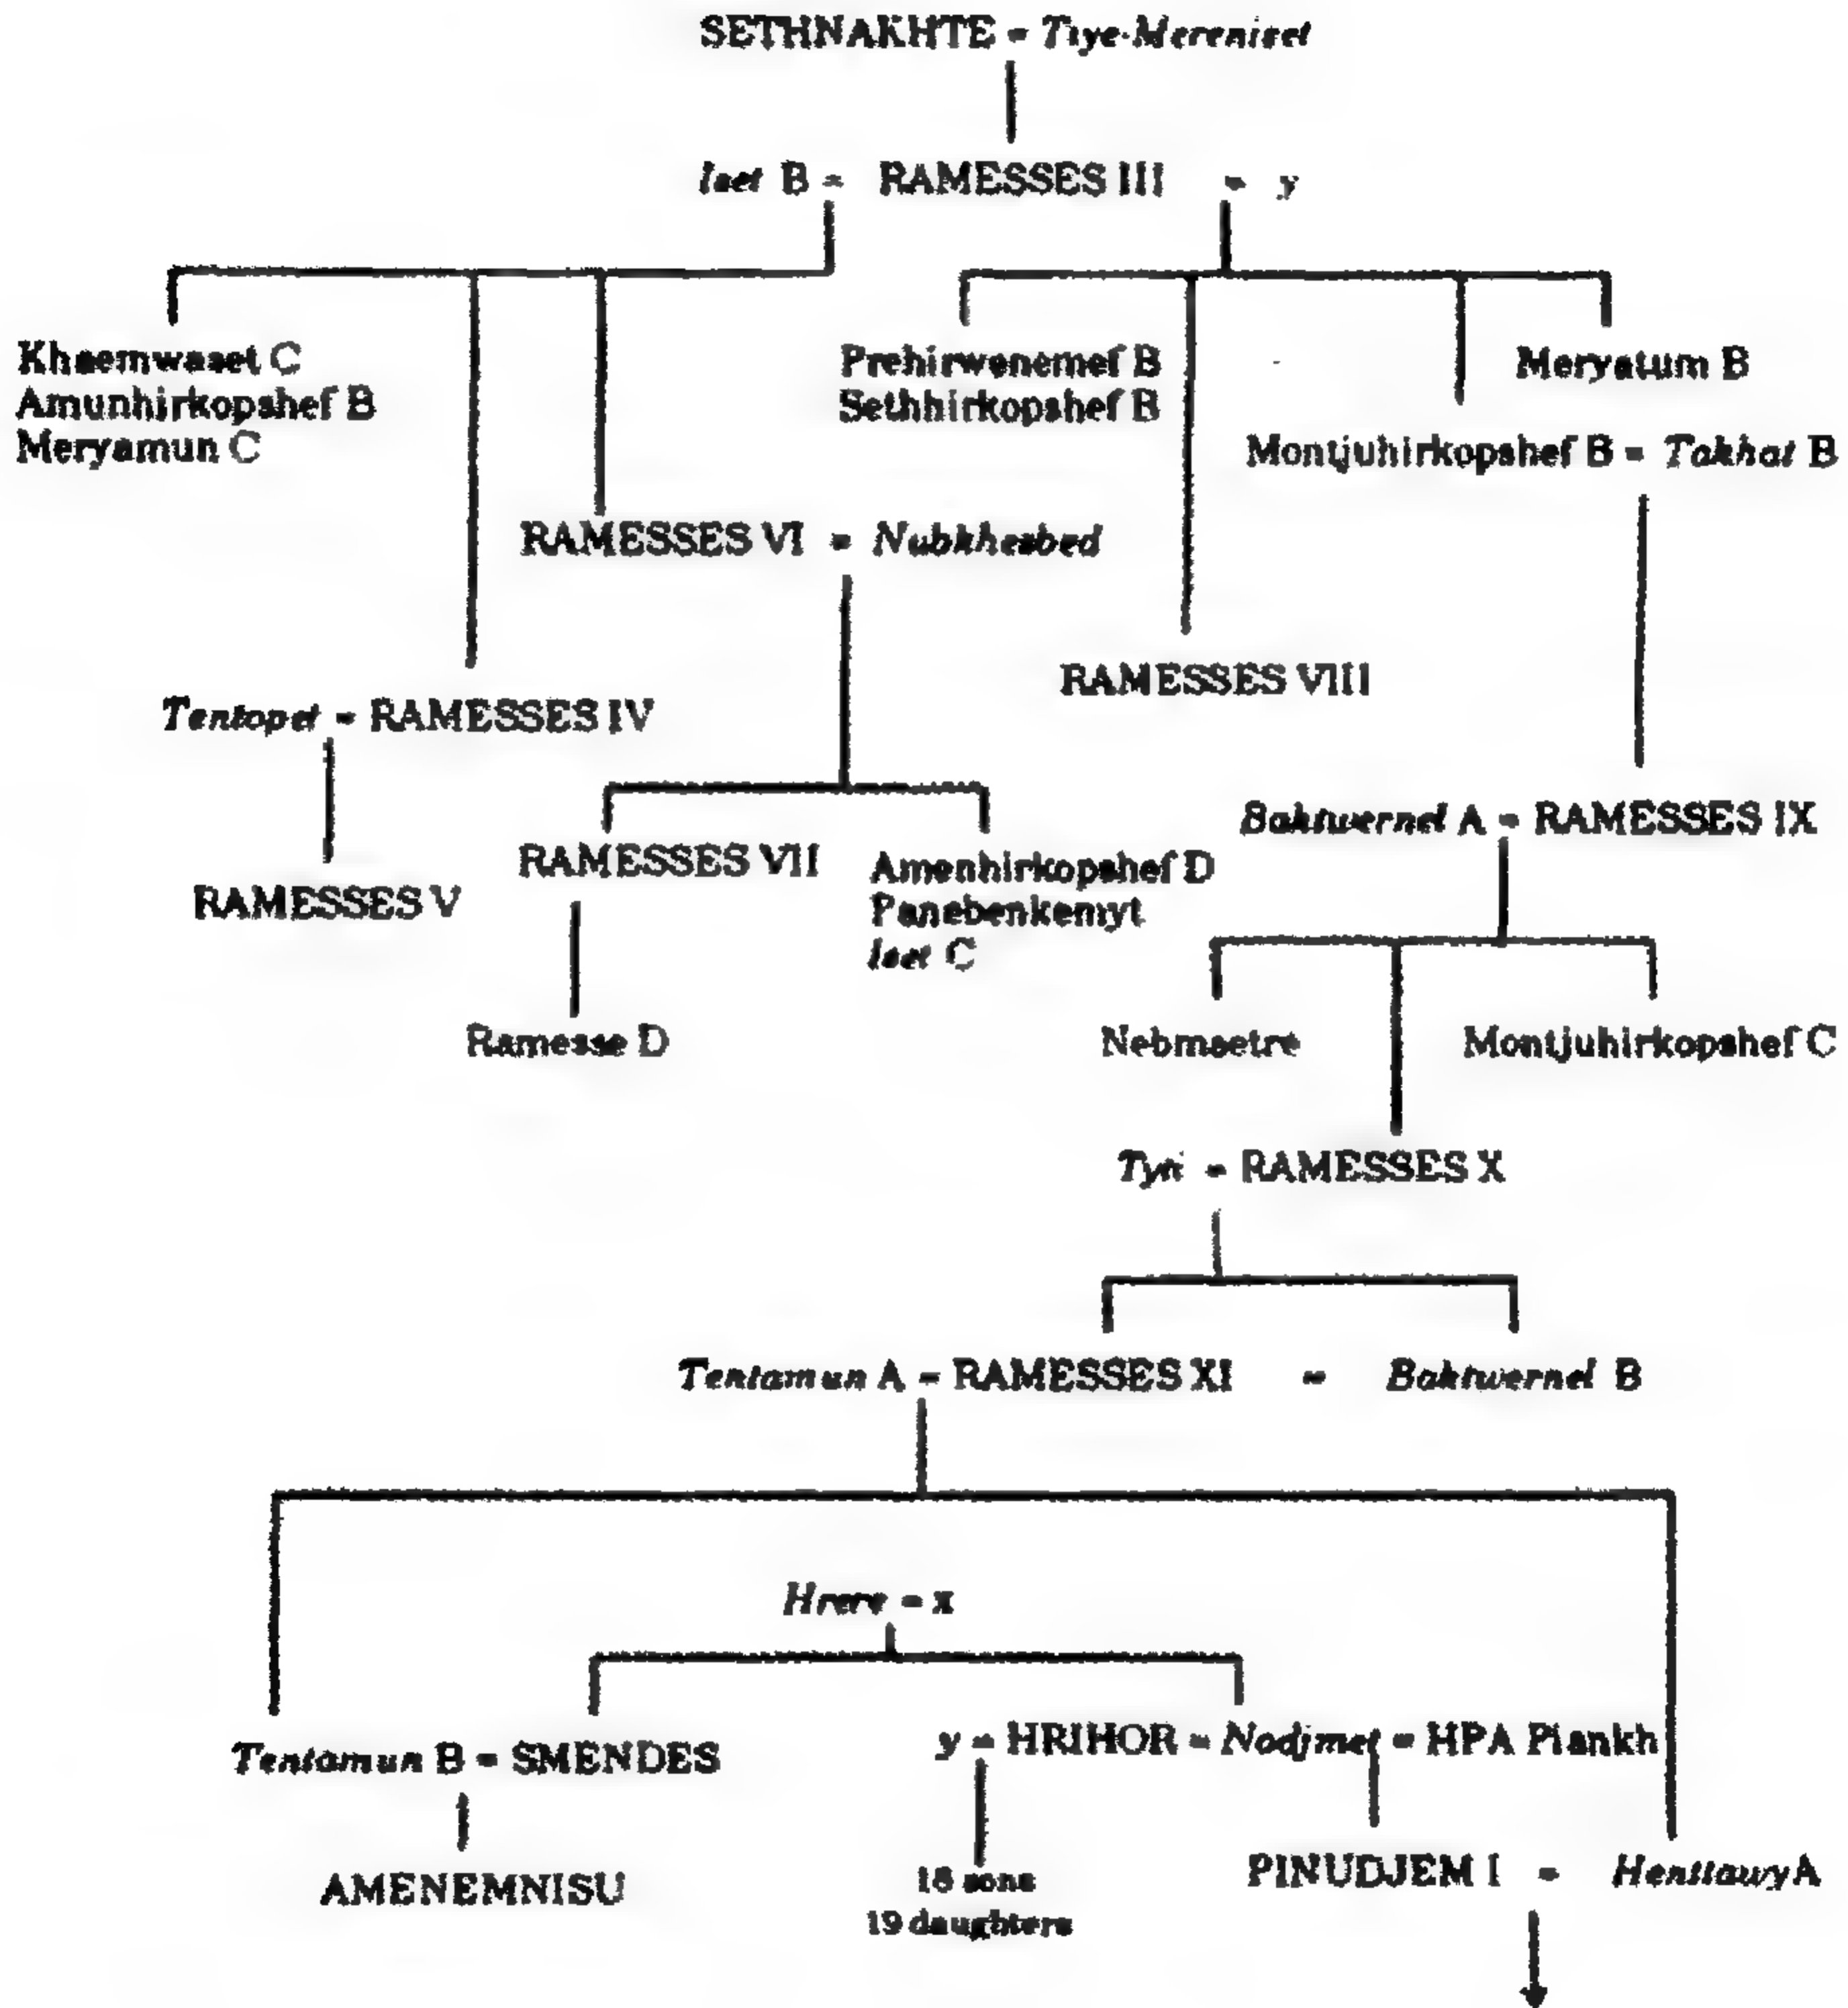 SETHNAKHTE = Tiye-Mereniset
Iset B = RAMESSES III = y
Khaemwaset C
Amunhirkopshef B
Meryamun C
Prehirwenemef B
Sethhirkopshef B
Meryatum B
Montjuhirkopshef B = Takhat B
RAMESSES VI = Nubkhesbed
RAMESSES VIII
Tentopet = RAMESSES IV
Baktwernel A = RAMESSES IX
RAMESSES VII
Amenhirkopshef D
Panebenkemyt
Iset C
RAMESSES V
Ramesse D
Nebmaetre
Montjuhirkopshef C
Tyti = RAMESSES X
Tentamun A = RAMESSES XI = Baktwernel B
Hrere = x
Tentamun B = SMENDES
y = HRIHOR = Nodjmet = HPA Piankh
AMENEMNISU
18 sons
19 daughters
PINUDJEM I = Henttawy A